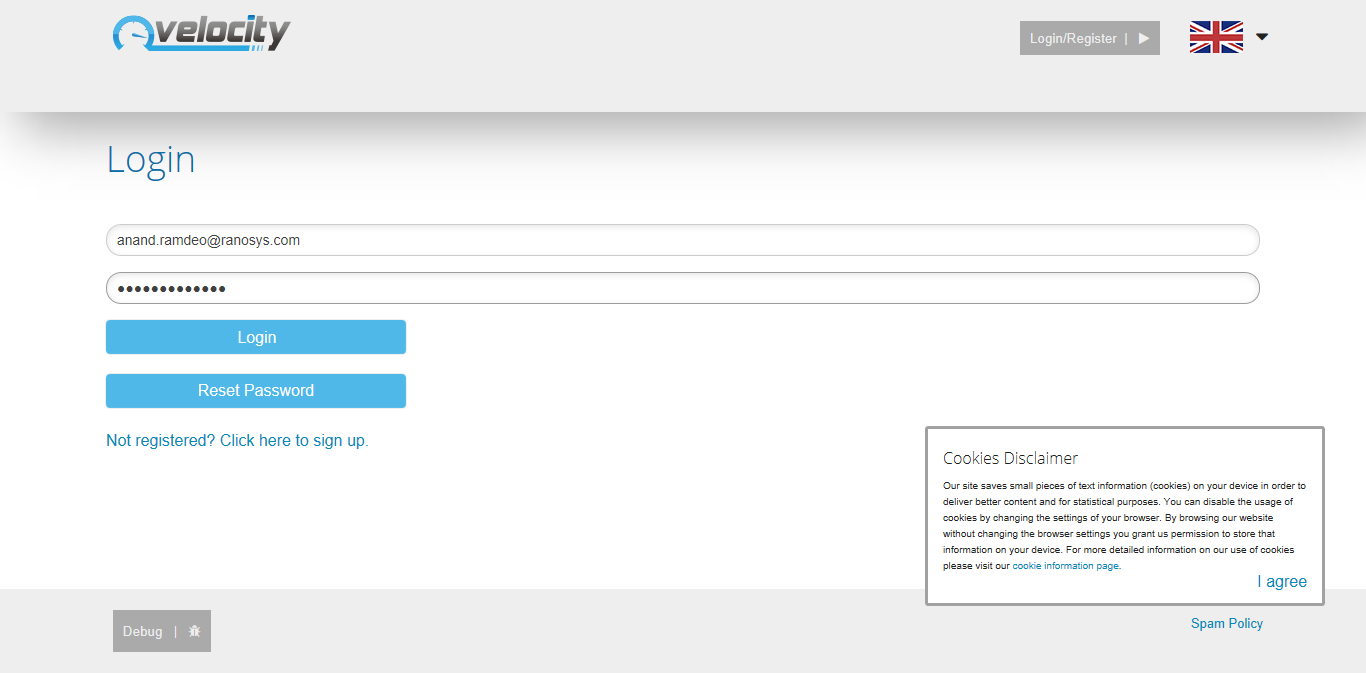 velocity
Login/Register | ▶
Login
anand.ramdeo@ranosys.com
•••••••••••••
Login
Reset Password
Not registered? Click here to sign up.
Cookies Disclaimer
Our site saves small pieces of text information (cookies) on your device in order to
deliver better content and for statistical purposes. You can disable the usage of
cookies by changing the settings of your browser. By browsing our website
without changing the browser settings you grant us permission to store that
information on your device. For more detailed information on our use of cookies
please visit our cookie information page.
I agree
Debug |
Spam Policy